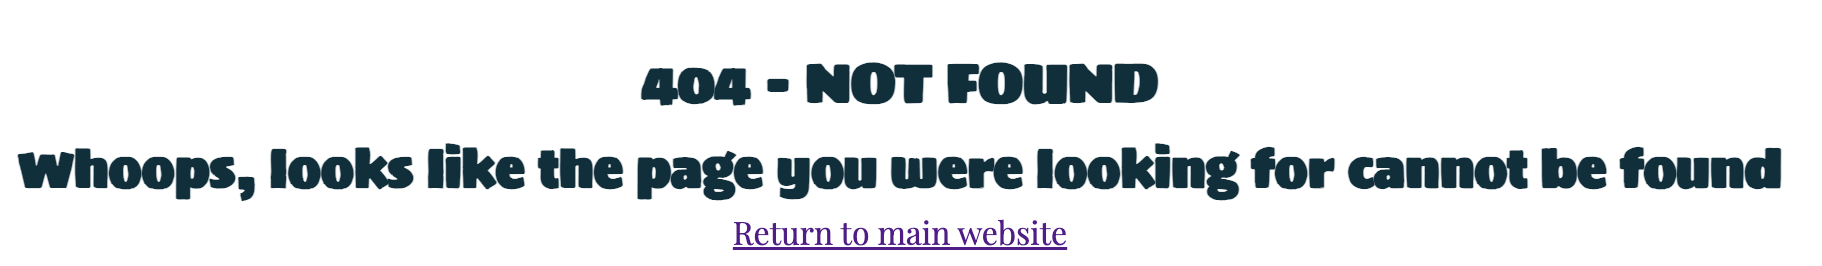 404 - NOT FOUND
Whoops, looks like the page you were looking for cannot be found
Return to main website